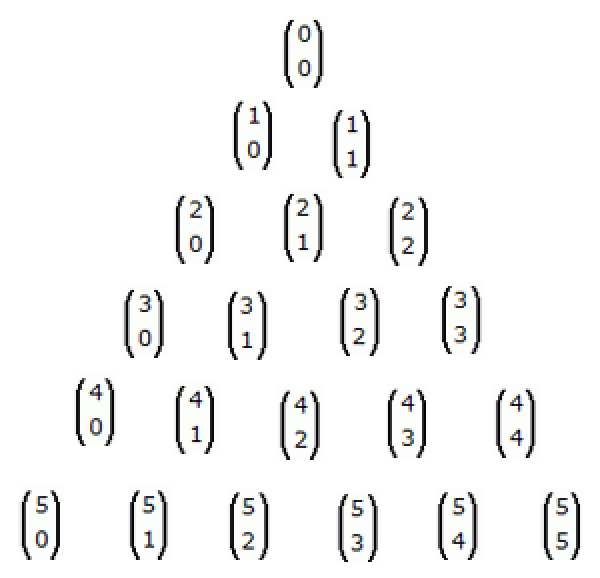 (0 0)
(1 0) (1 1)
(2 0) (2 1) (2 2)
(3 0) (3 1) (3 2) (3 3)
(4 0) (4 1) (4 2) (4 3) (4 4)
(5 0) (5 1) (5 2) (5 3) (5 4) (5 5)